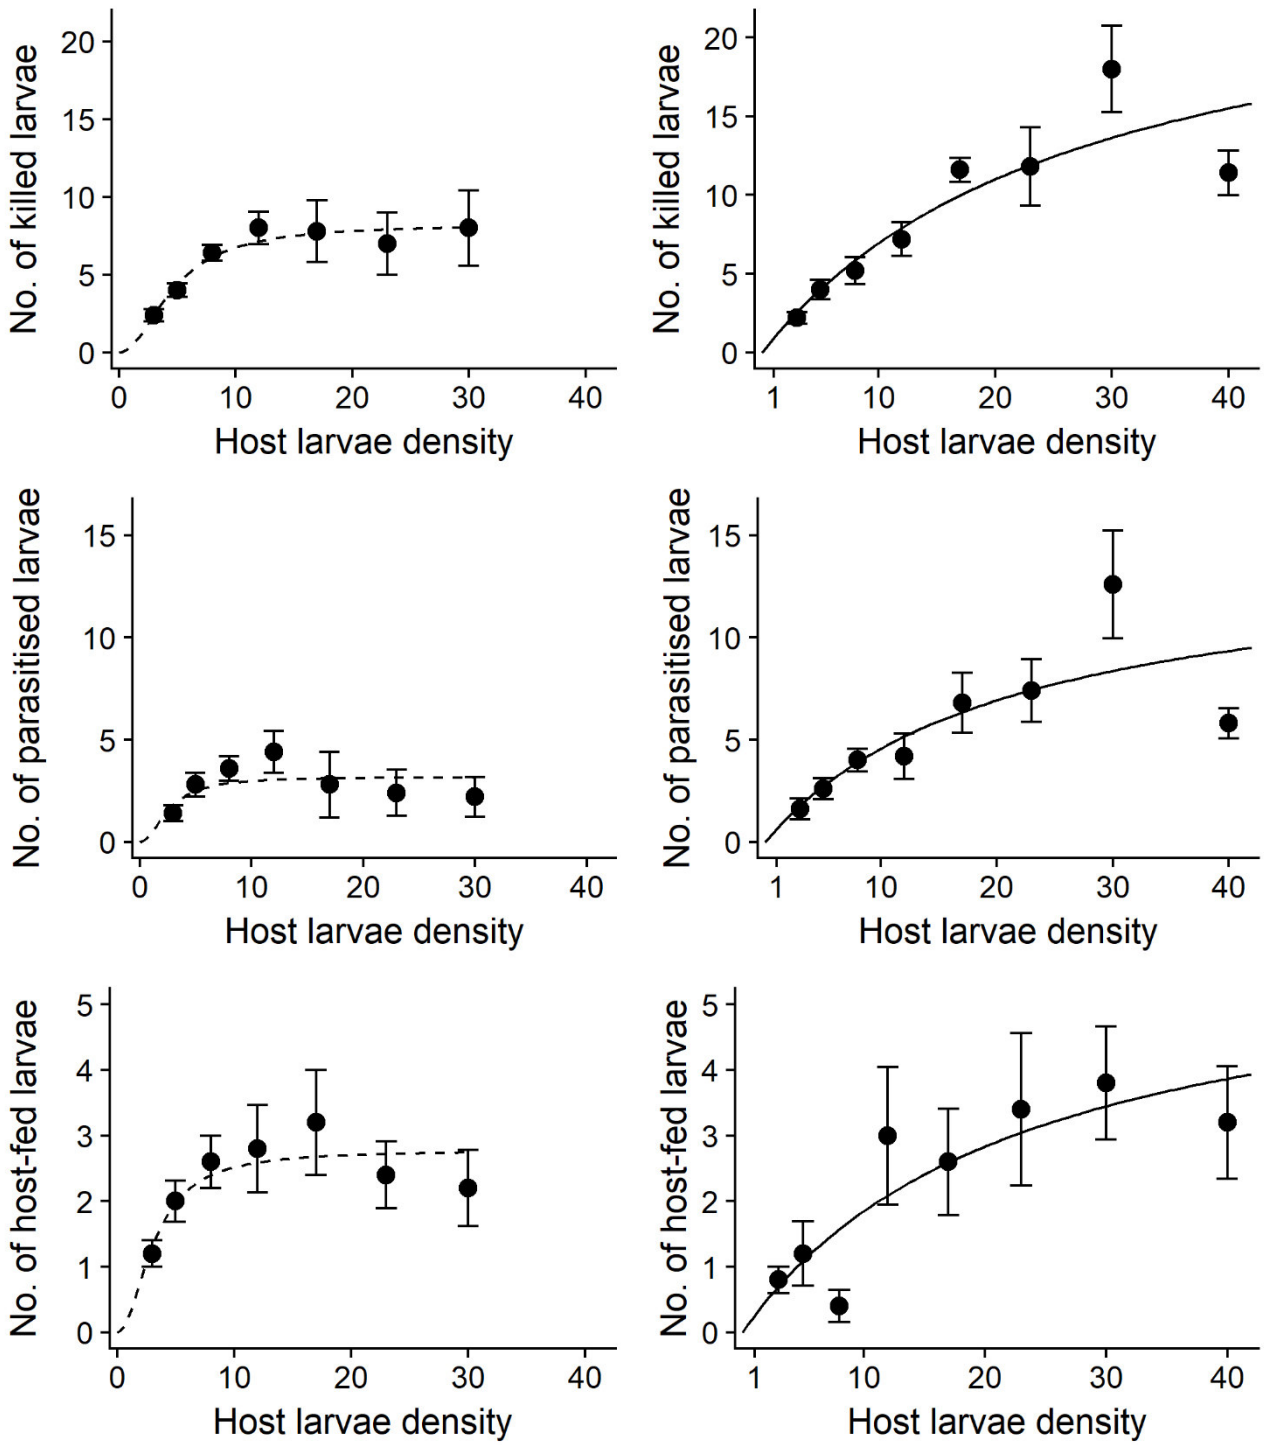 No. of killed larvae
20
15
10
5
0
0 10 20 30 40
Host larvae density
No. of killed larvae
20
15
10
5
0
1 10 20 30 40
Host larvae density
No. of parasitised larvae
15
10
5
0
0 10 20 30 40
Host larvae density
No. of parasitised larvae
15
10
5
0
1 10 20 30 40
Host larvae density
No. of host-fed larvae
5
4
3
2
1
0
0 10 20 30 40
Host larvae density
No. of host-fed larvae
5
4
3
2
1
0
1 10 20 30 40
Host larvae density